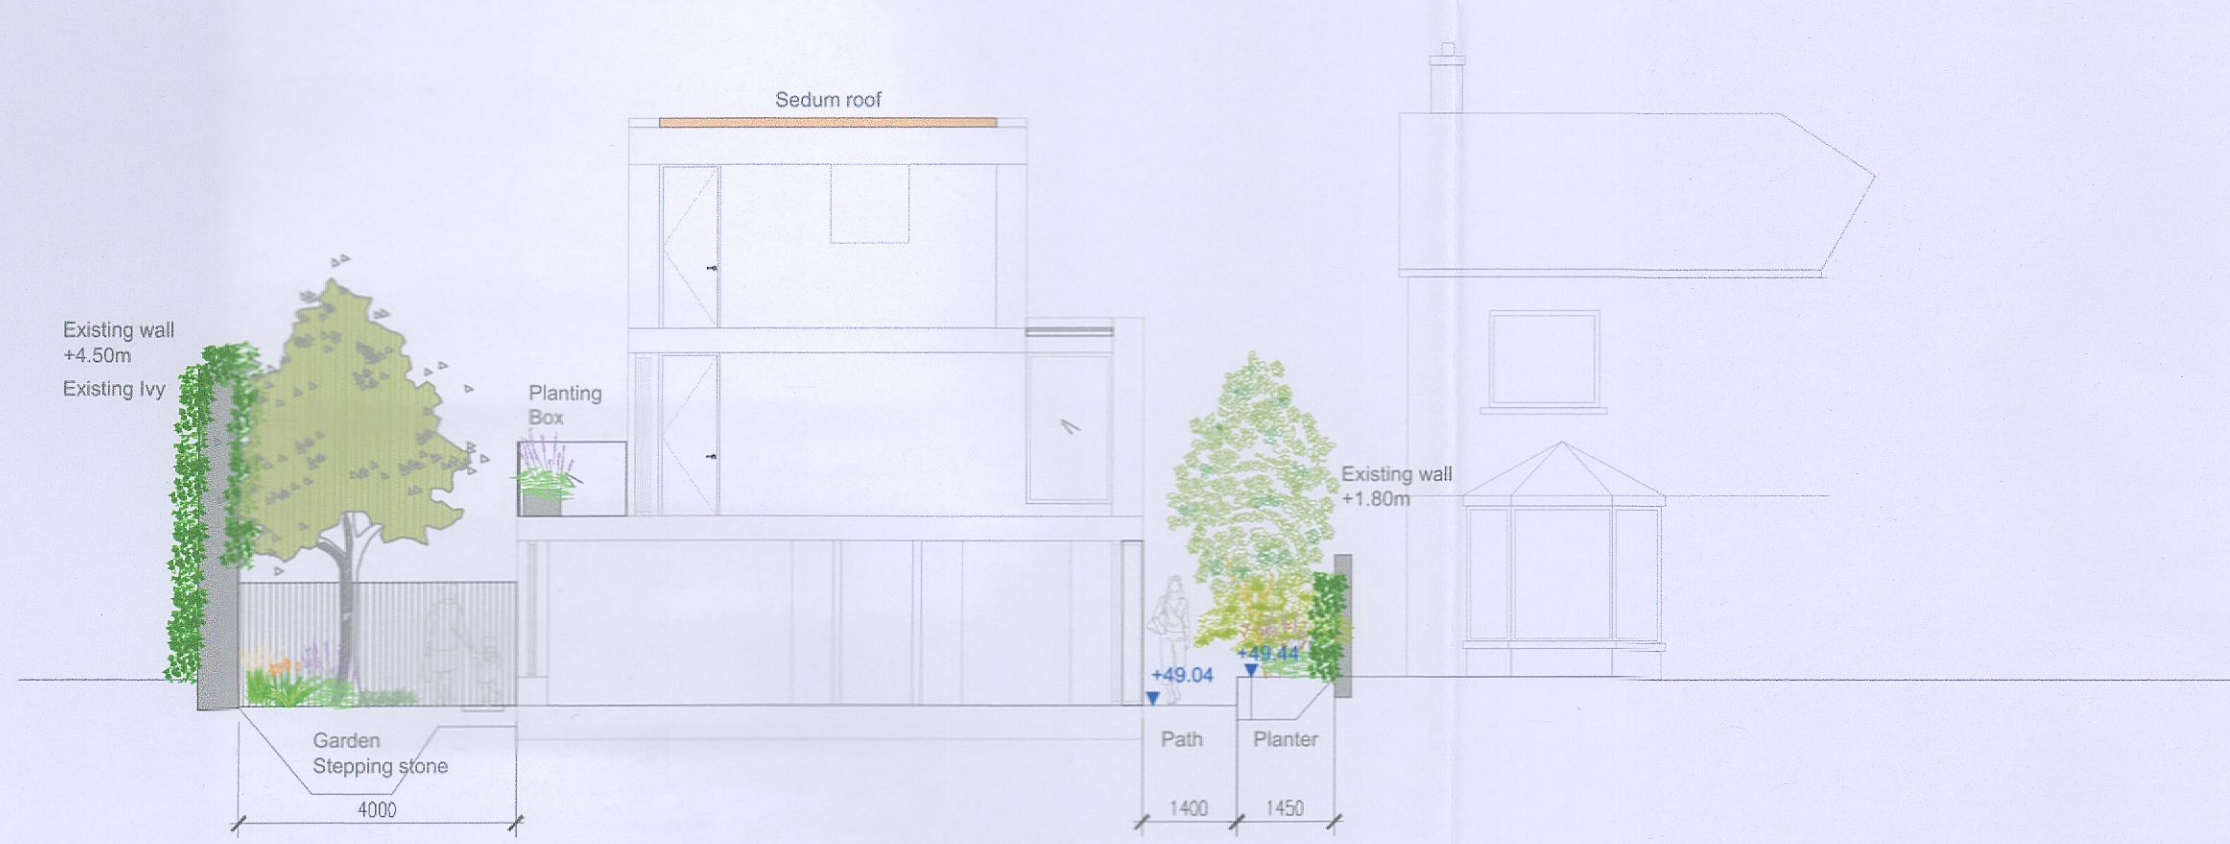 Sedum roof
Existing wall
+4.50m
Existing Ivy
Planting
Box
Existing wall
+1.80m
+49.44
+49.04
Garden
Stepping stone
Path
Planter
4000
1400
1450